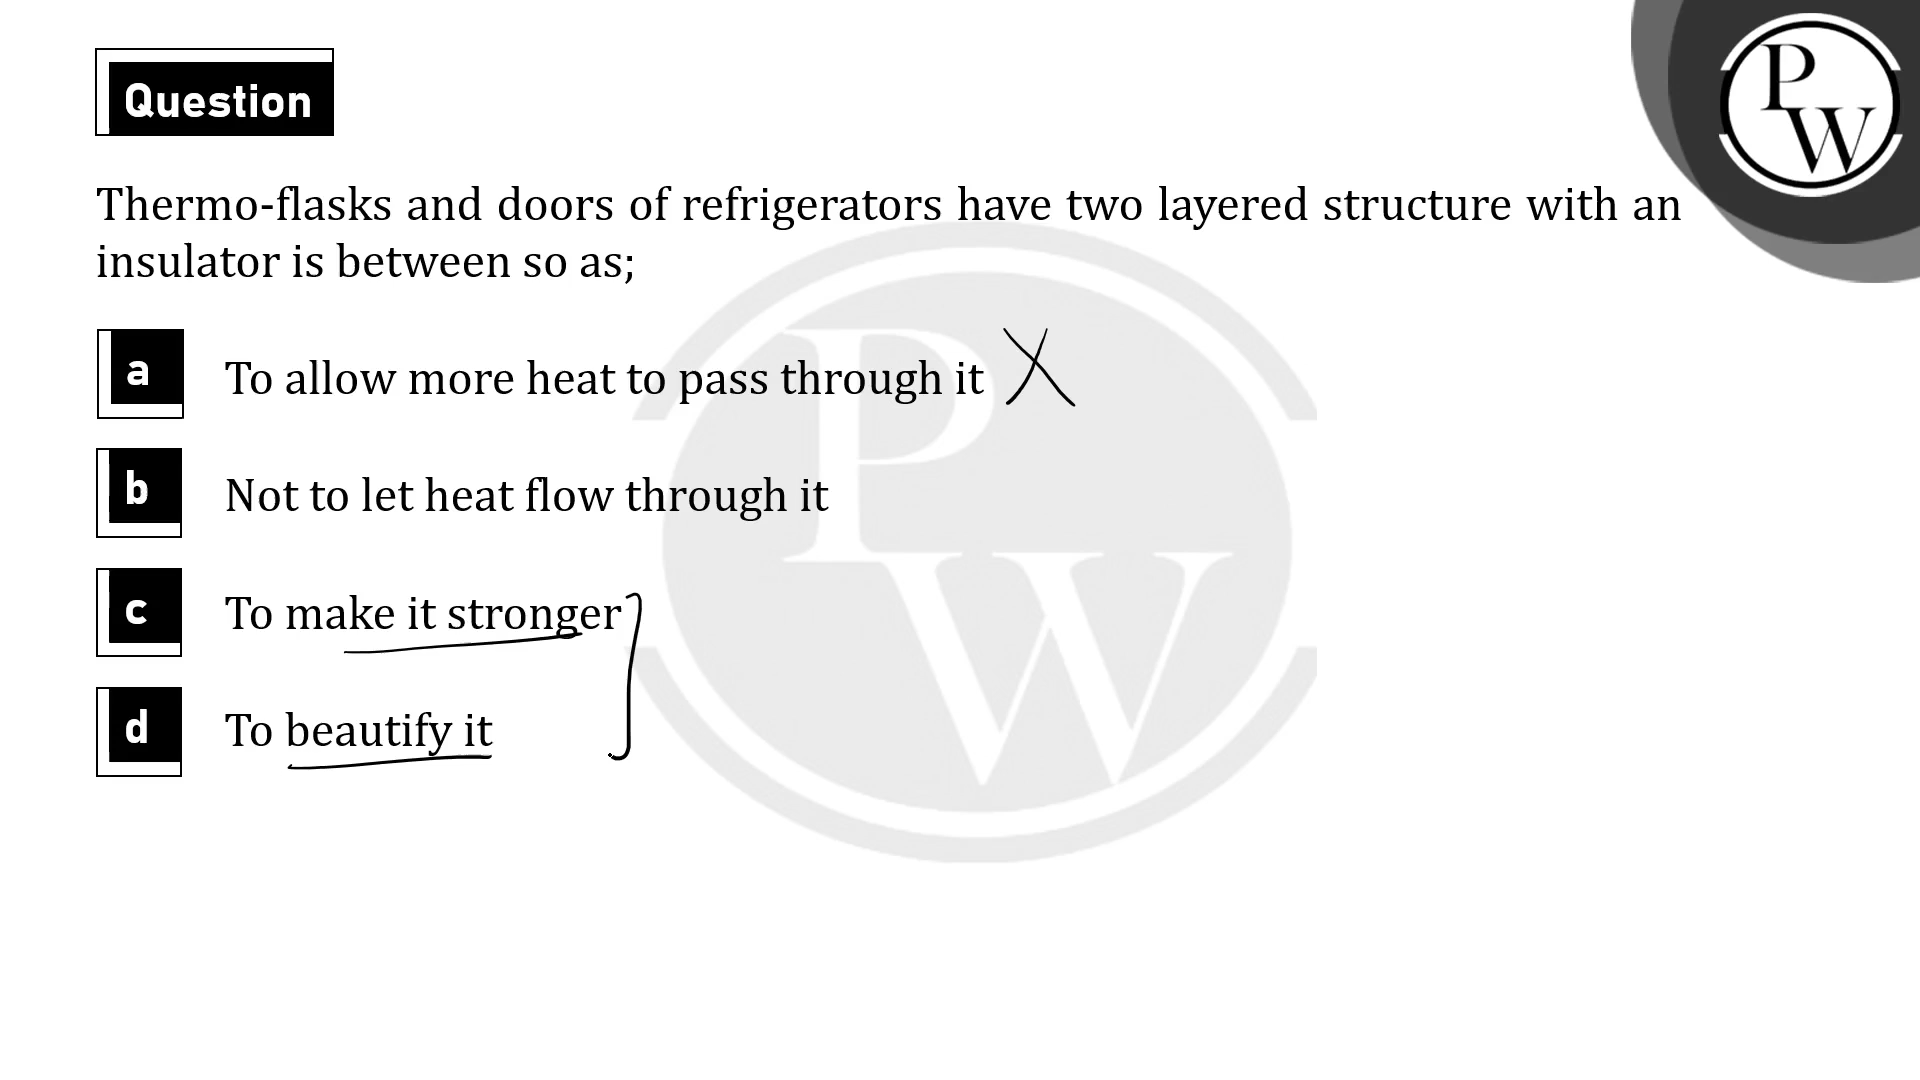 Question
PW
Thermo-flasks and doors of refrigerators have two layered structure with an
insulator is between so as;
a To allow more heat to pass through it
b Not to let heat flow through it
c To make it stronger
d To beautify it
PW